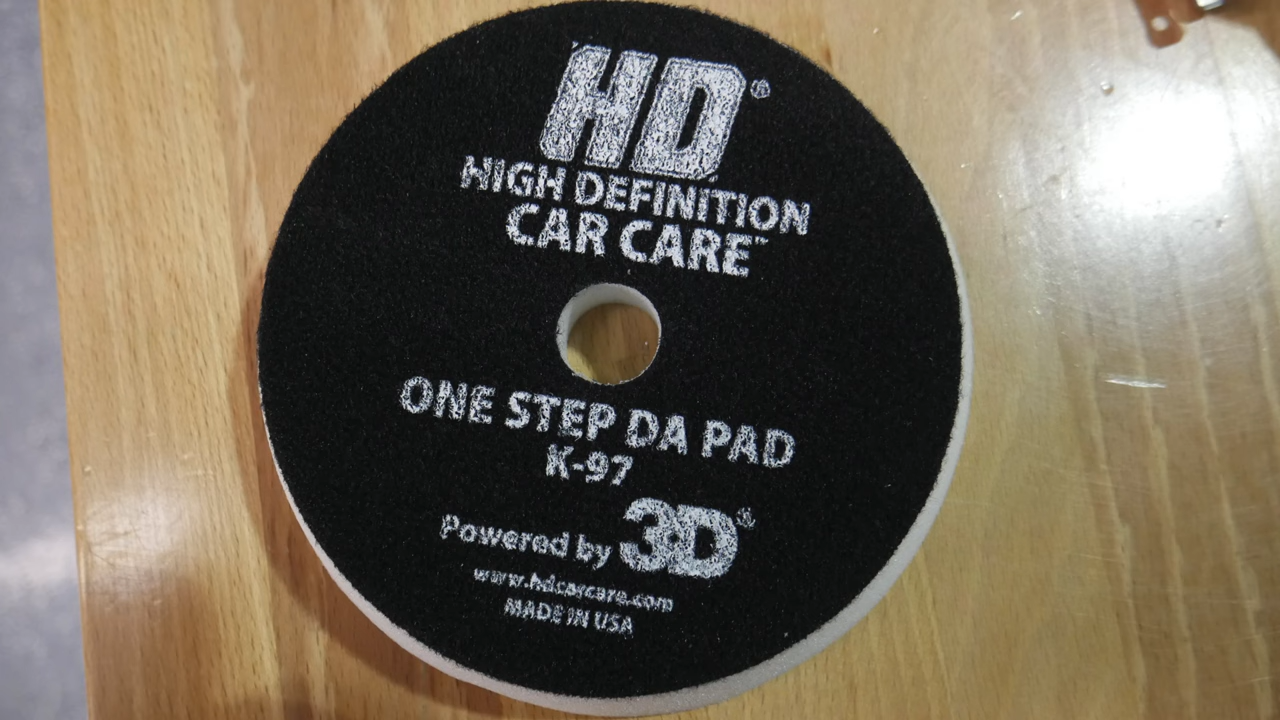 HD®
HIGH DEFINITION
CAR CARE™
ONE STEP DA PAD
K-97
Powered by 3D®
www.hdcarcare.com
MADE IN USA